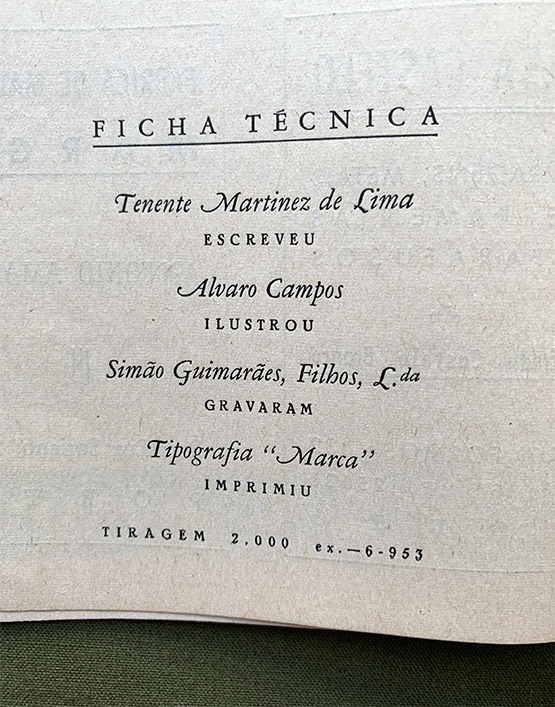 FICHA TÉCNICA
Tenente Martinez de Lima
ESCREVEU
Alvaro Campos
ILUSTROU
Simão Guimarães, Filhos, L.da
GRAVARAM
Tipografia “Marca”
IMPRIMIU
TIRAGEM 2.000 ex.—6-953